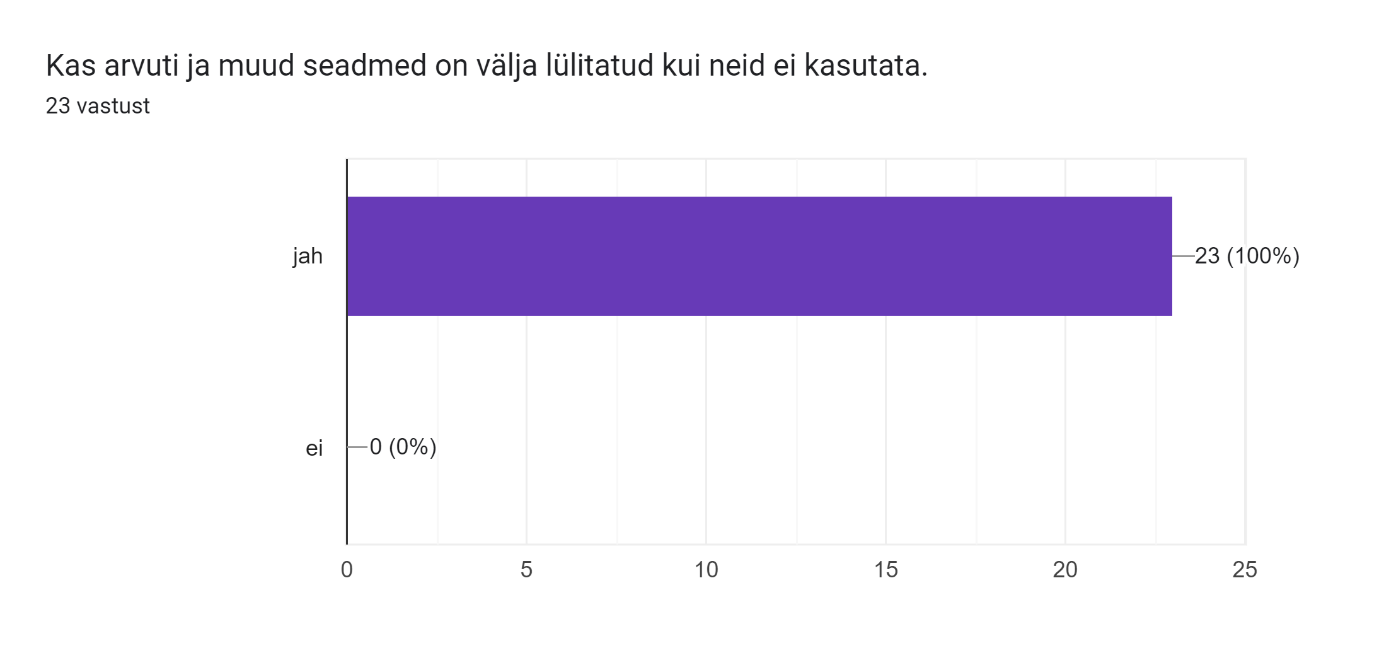 Kas arvuti ja muud seadmed on välja lülitatud kui neid ei kasutata.
23 vastust
jah
23 (100%)
ei
0 (0%)
0
5
10
15
20
25